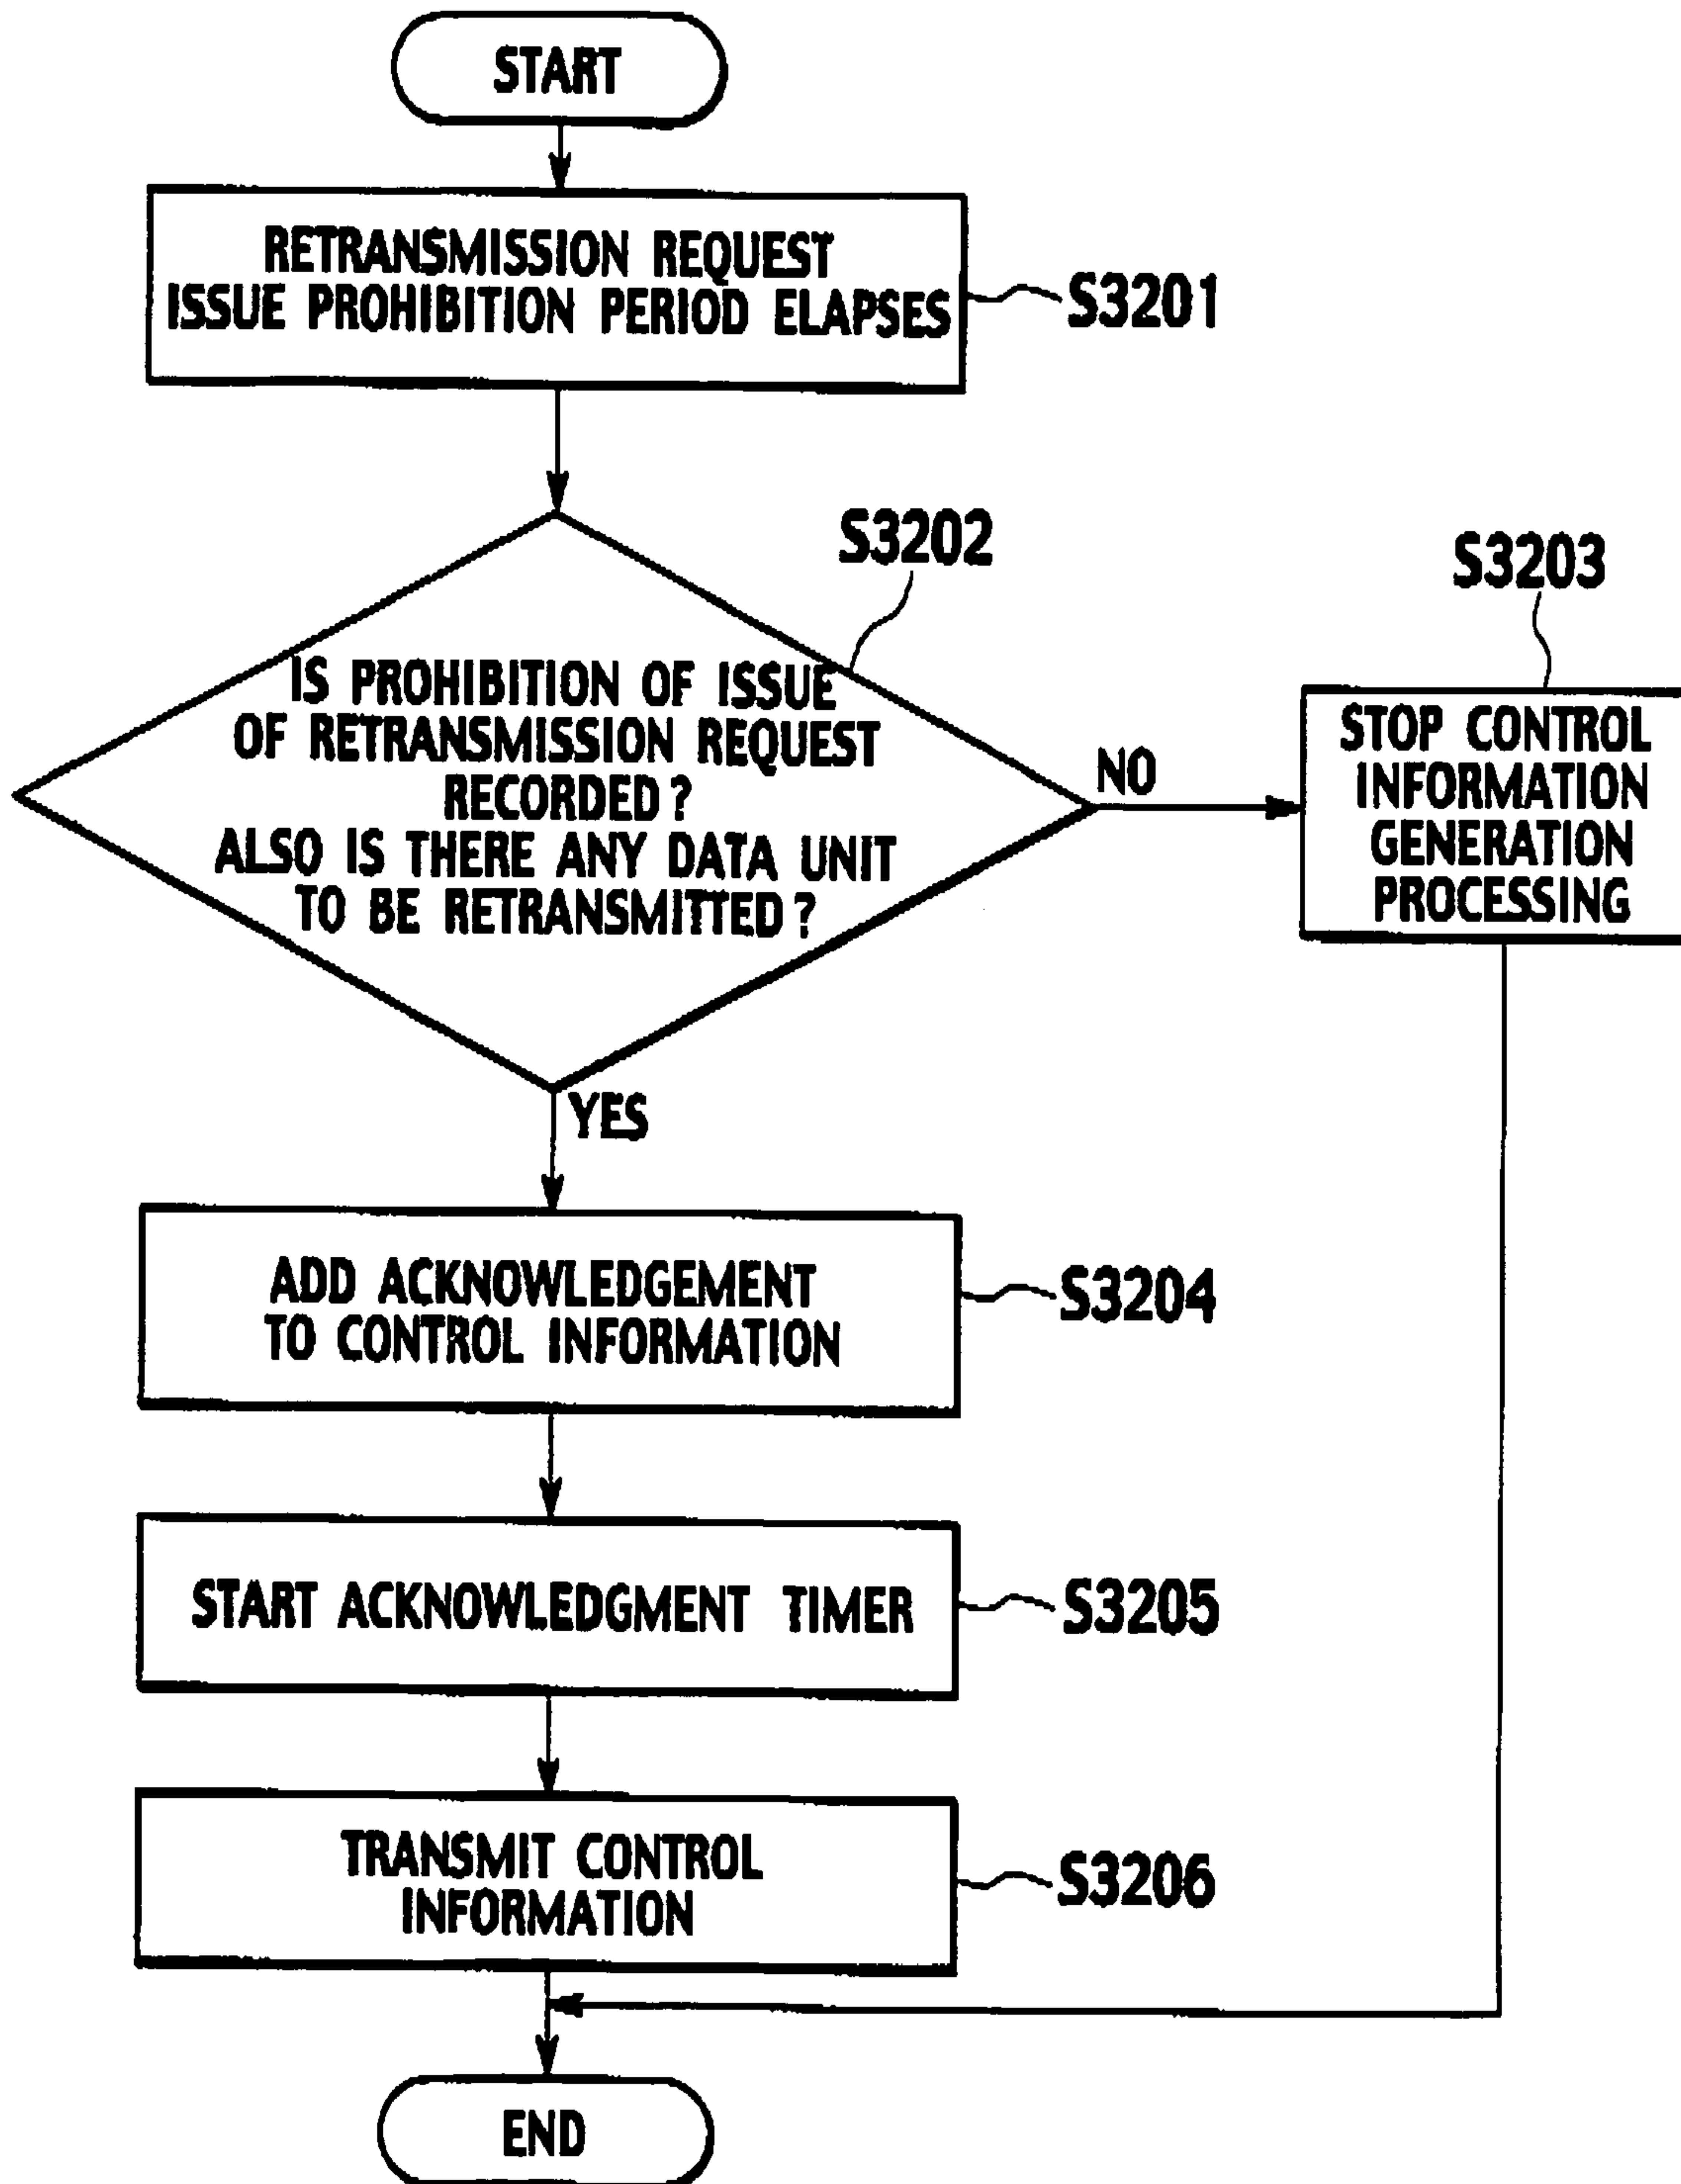 START
RETRANSMISSION REQUEST
ISSUE PROHIBITION PERIOD ELAPSES
S3201
S3202
IS PROHIBITION OF ISSUE
OF RETRANSMISSION REQUEST
RECORDED?
ALSO IS THERE ANY DATA UNIT
TO BE RETRANSMITTED?
NO
S3203
STOP CONTROL
INFORMATION
GENERATION
PROCESSING
YES
ADD ACKNOWLEDGEMENT
TO CONTROL INFORMATION
S3204
START ACKNOWLEDGMENT TIMER
S3205
TRANSMIT CONTROL
INFORMATION
S3206
END